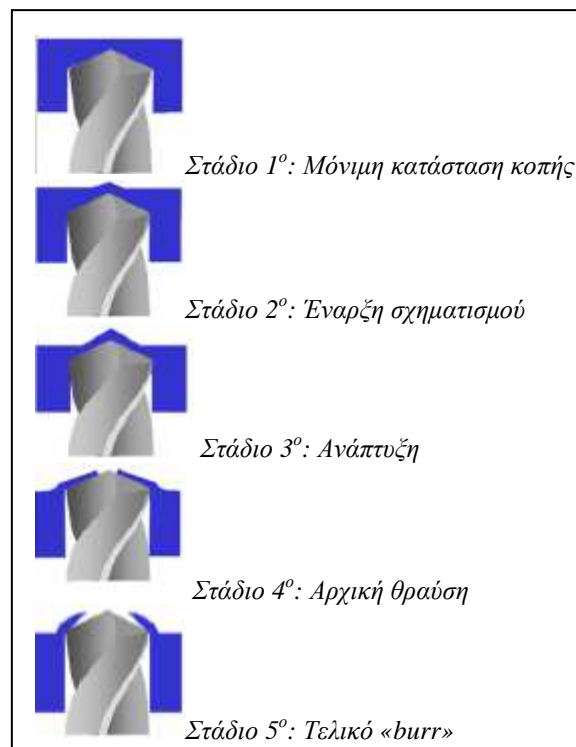 Στάδιο 1ο: Μόνιμη κατάσταση κοπής
Στάδιο 2ο: Έναρξη σχηματισμού
Στάδιο 3ο: Ανάπτυξη
Στάδιο 4ο: Αρχική θραύση
Στάδιο 5ο: Τελικό «burr»